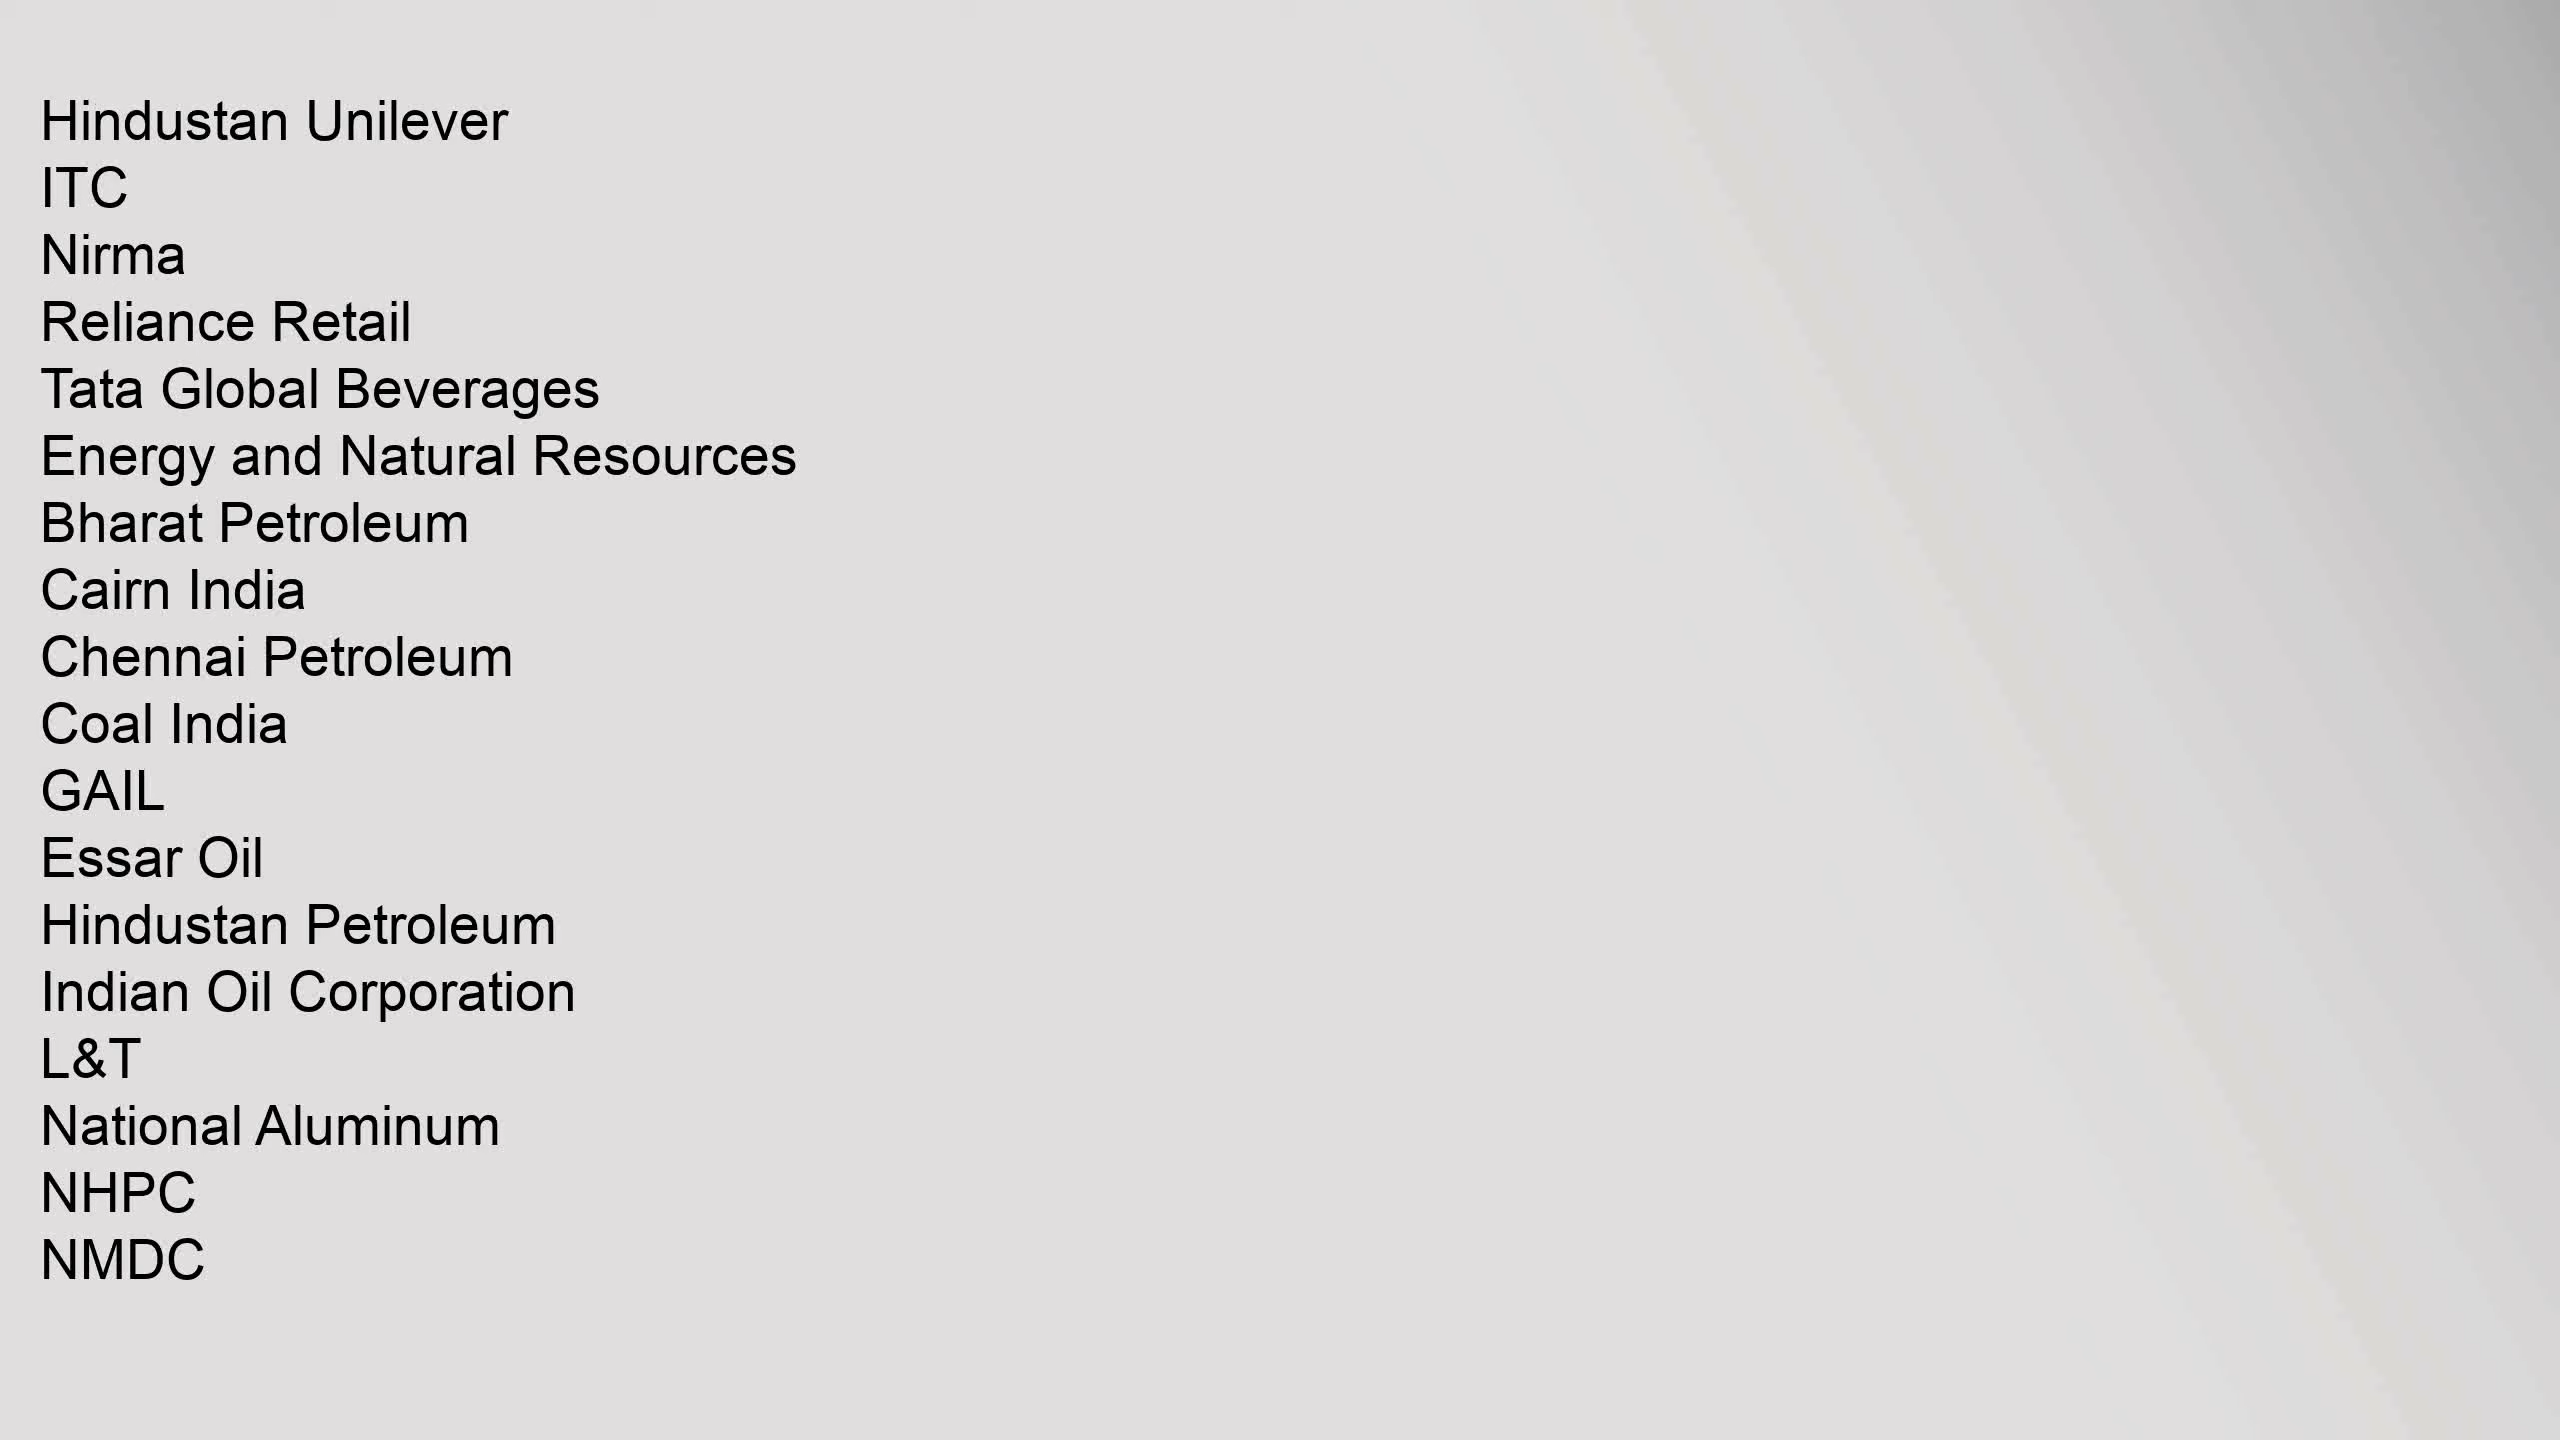 Hindustan Unilever
ITC
Nirma
Reliance Retail
Tata Global Beverages
Energy and Natural Resources
Bharat Petroleum
Cairn India
Chennai Petroleum
Coal India
GAIL
Essar Oil
Hindustan Petroleum
Indian Oil Corporation
L&T
National Aluminum
NHPC
NMDC